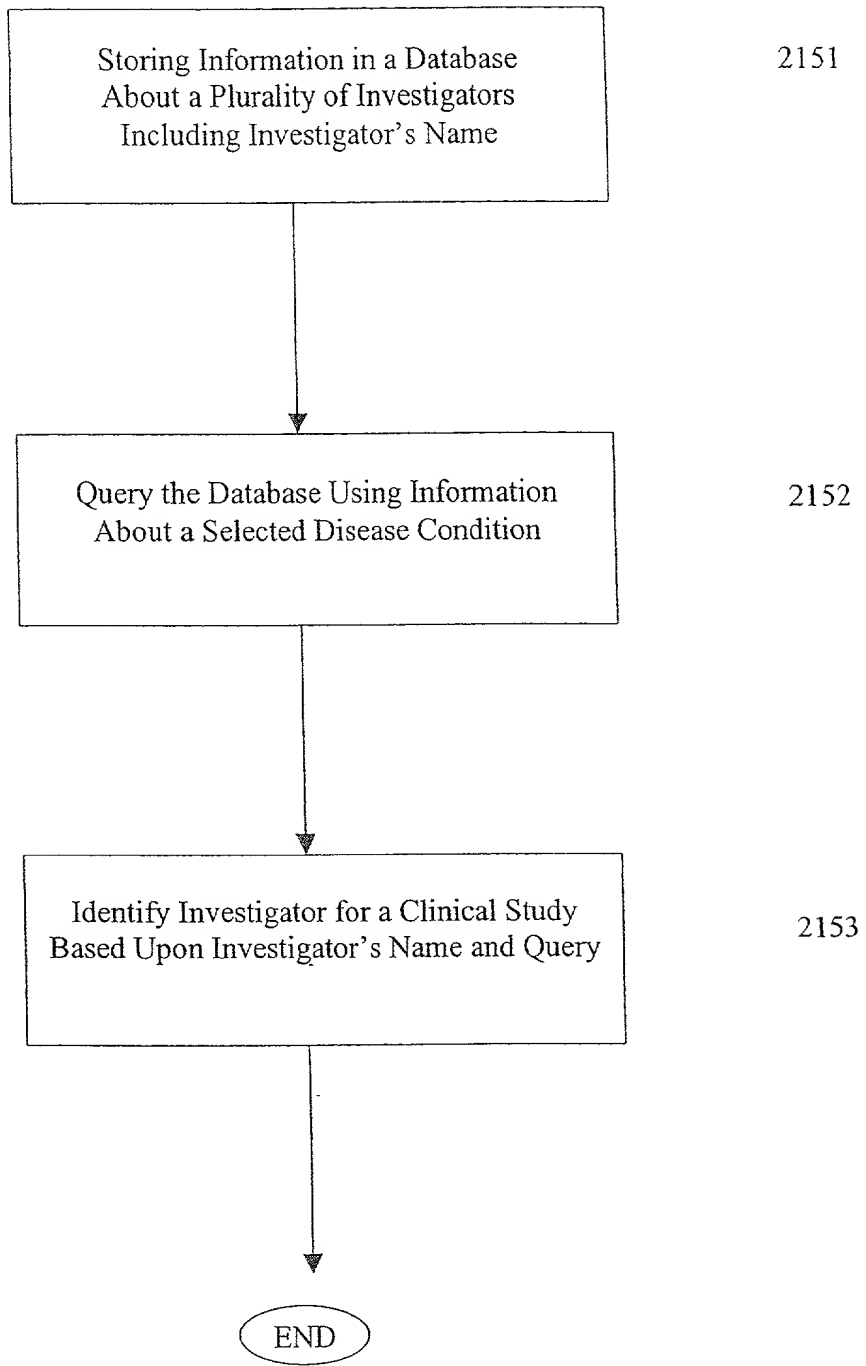 Storing Information in a Database
About a Plurality of Investigators
Including Investigator's Name
2151
Query the Database Using Information
About a Selected Disease Condition
2152
Identify Investigator for a Clinical Study
Based Upon Investigator's Name and Query
2153
END